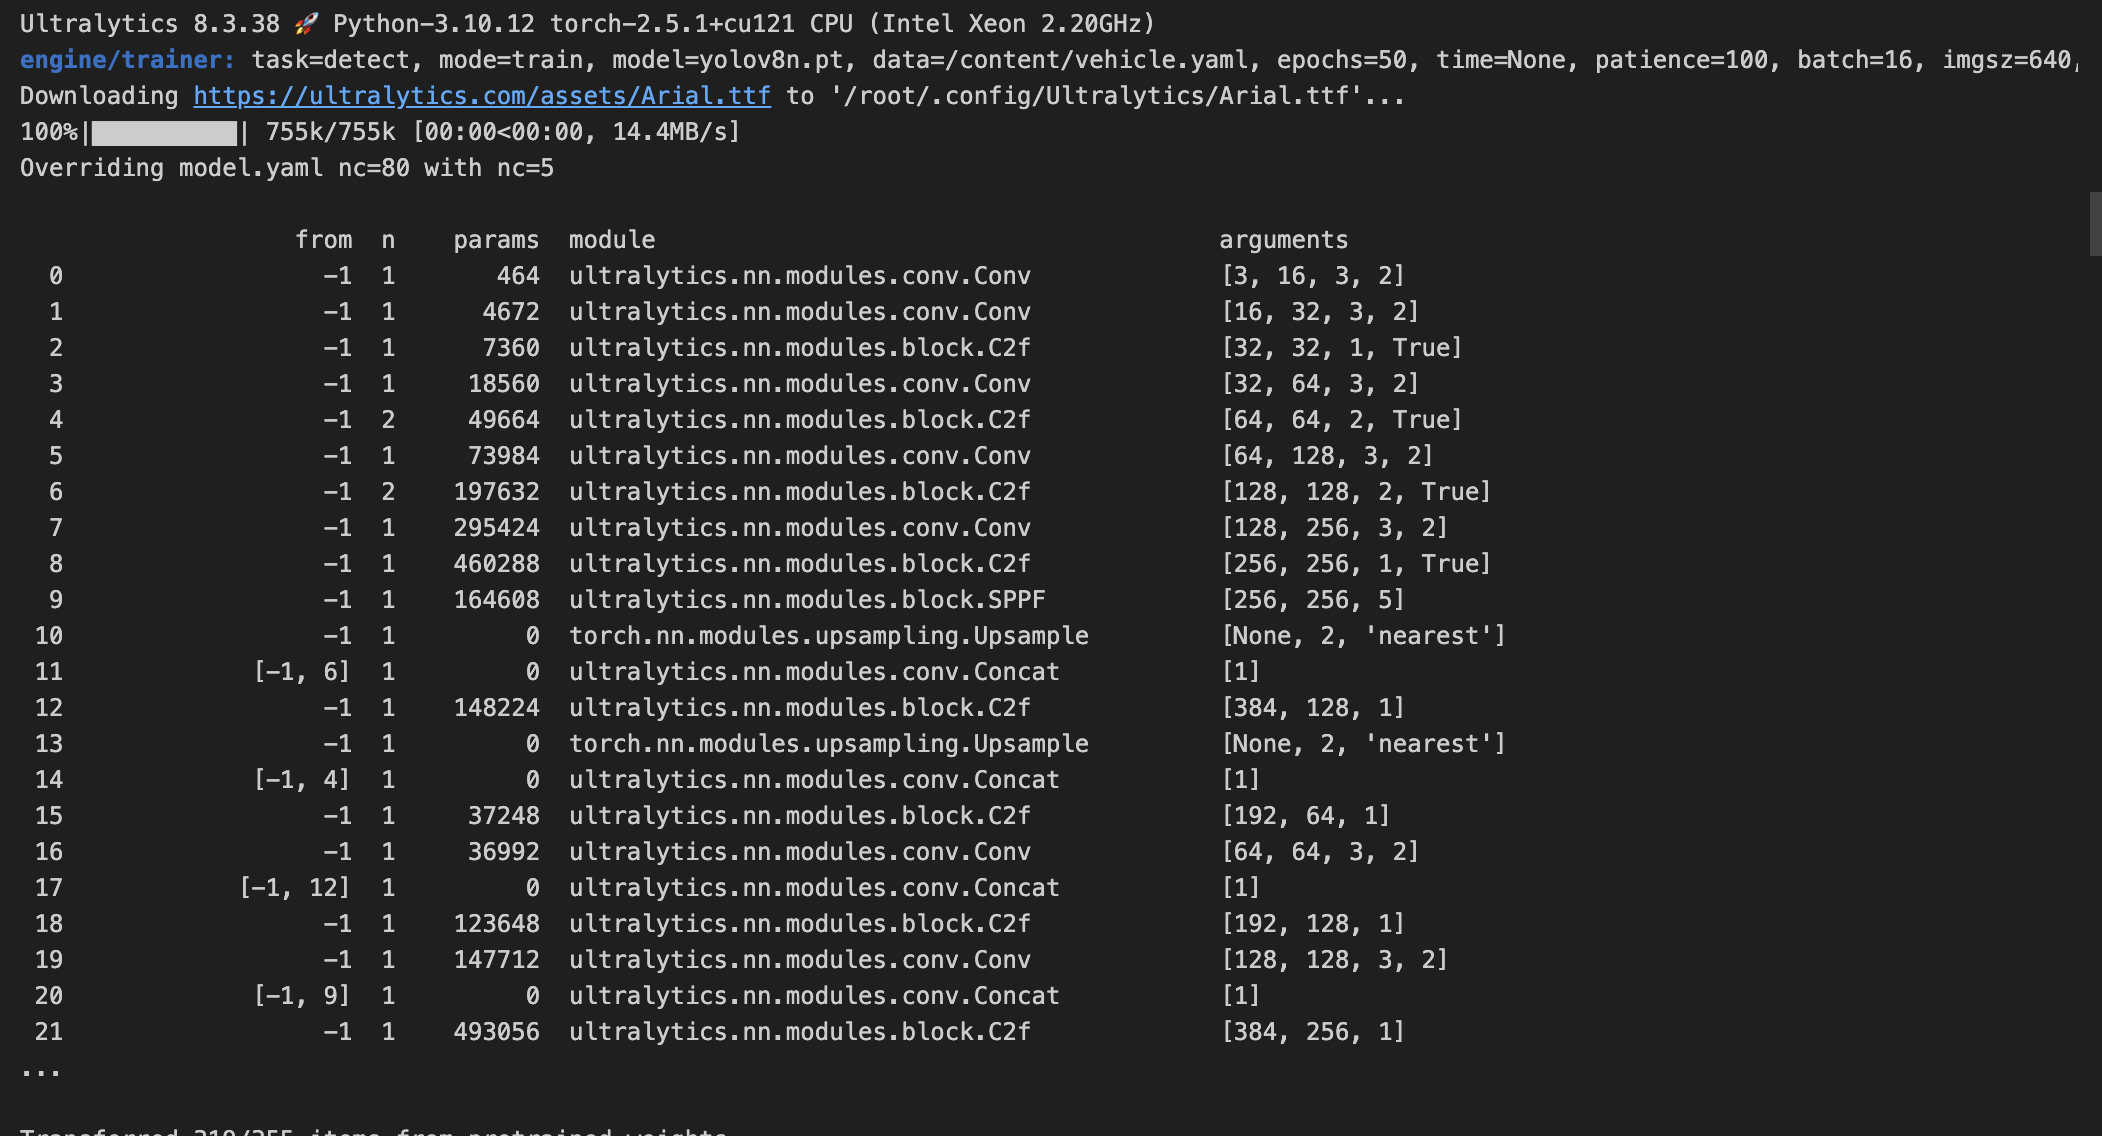 Ultralytics 8.3.38 🚀 Python-3.10.12 torch-2.5.1+cu121 CPU (Intel Xeon 2.20GHz)
engine/trainer: task=detect, mode=train, model=yolov8n.pt, data=/content/vehicle.yaml, epochs=50, time=None, patience=100, batch=16, imgsz=640,
Downloading https://ultralytics.com/assets/Arial.ttf to '/root/.config/Ultralytics/Arial.ttf'...
100%|██████████| 755k/755k [00:00<00:00, 14.4MB/s]
Overriding model.yaml nc=80 with nc=5
from n params module arguments
0 -1 1 464 ultralytics.nn.modules.conv.Conv [3, 16, 3, 2]
1 -1 1 4672 ultralytics.nn.modules.conv.Conv [16, 32, 3, 2]
2 -1 1 7360 ultralytics.nn.modules.block.C2f [32, 32, 1, True]
3 -1 1 18560 ultralytics.nn.modules.conv.Conv [32, 64, 3, 2]
4 -1 2 49664 ultralytics.nn.modules.block.C2f [64, 64, 2, True]
5 -1 1 73984 ultralytics.nn.modules.conv.Conv [64, 128, 3, 2]
6 -1 2 197632 ultralytics.nn.modules.block.C2f [128, 128, 2, True]
7 -1 1 295424 ultralytics.nn.modules.conv.Conv [128, 256, 3, 2]
8 -1 1 460288 ultralytics.nn.modules.block.C2f [256, 256, 1, True]
9 -1 1 164608 ultralytics.nn.modules.block.SPPF [256, 256, 5]
10 -1 1 0 torch.nn.modules.upsampling.Upsample [None, 2, 'nearest']
11 [-1, 6] 1 0 ultralytics.nn.modules.conv.Concat [1]
12 -1 1 148224 ultralytics.nn.modules.block.C2f [384, 128, 1]
13 -1 1 0 torch.nn.modules.upsampling.Upsample [None, 2, 'nearest']
14 [-1, 4] 1 0 ultralytics.nn.modules.conv.Concat [1]
15 -1 1 37248 ultralytics.nn.modules.block.C2f [192, 64, 1]
16 -1 1 36992 ultralytics.nn.modules.conv.Conv [64, 64, 3, 2]
17 [-1, 12] 1 0 ultralytics.nn.modules.conv.Concat [1]
18 -1 1 123648 ultralytics.nn.modules.block.C2f [192, 128, 1]
19 -1 1 147712 ultralytics.nn.modules.conv.Conv [128, 128, 3, 2]
20 [-1, 9] 1 0 ultralytics.nn.modules.conv.Concat [1]
21 -1 1 493056 ultralytics.nn.modules.block.C2f [384, 256, 1]
...
Transferred 319/355 items from pretrained weights